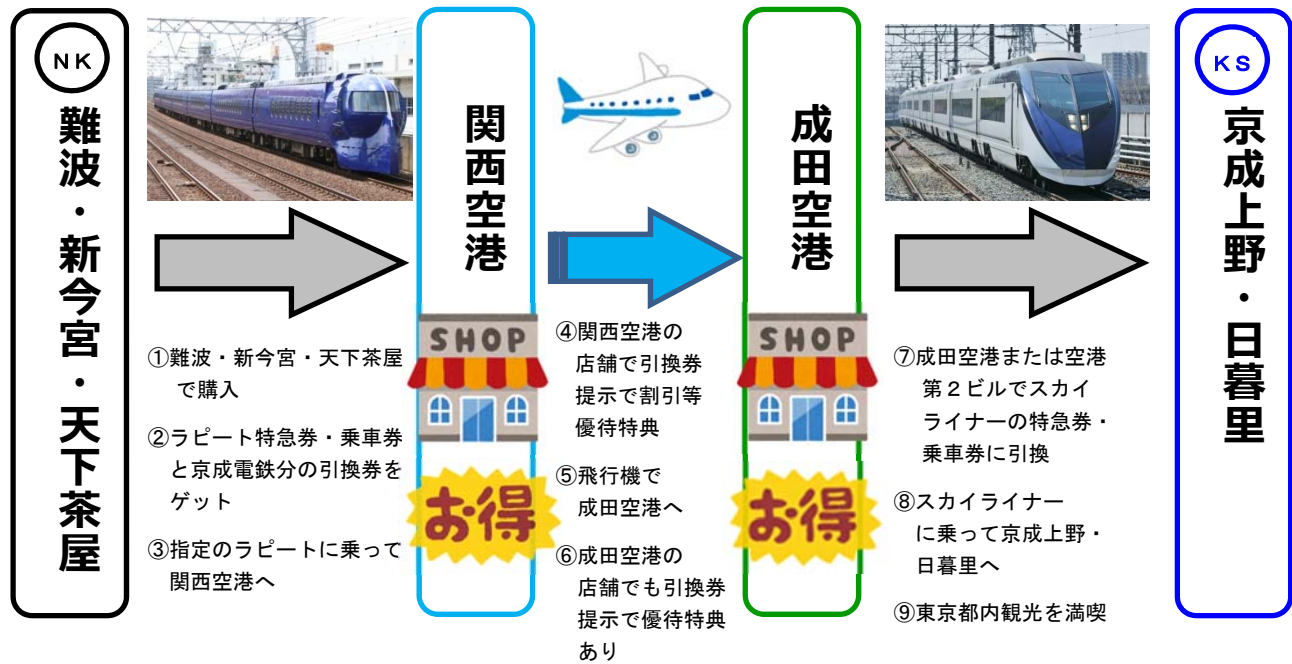 NK
難波・新今宮・天下茶屋
①難波・新今宮・天下茶屋
で購入
②ラピート特急券・乗車券
と京成電鉄分の引換券を
ゲット
③指定のラピートに乗って
関西空港へ
関西空港
SHOP
お得
④関西空港の
店舗で引換券
提示で割引等
優待特典
⑤飛行機で
成田空港へ
⑥成田空港の
店舗でも引換券
提示で優待特典
あり
成田空港
SHOP
お得
⑦成田空港または空港
第2ビルでスカイ
ライナーの特急券・
乗車券に引換
⑧スカイライナー
に乗って京成上野・
日暮里へ
⑨東京都内観光を満喫
KS
京成上野・日暮里